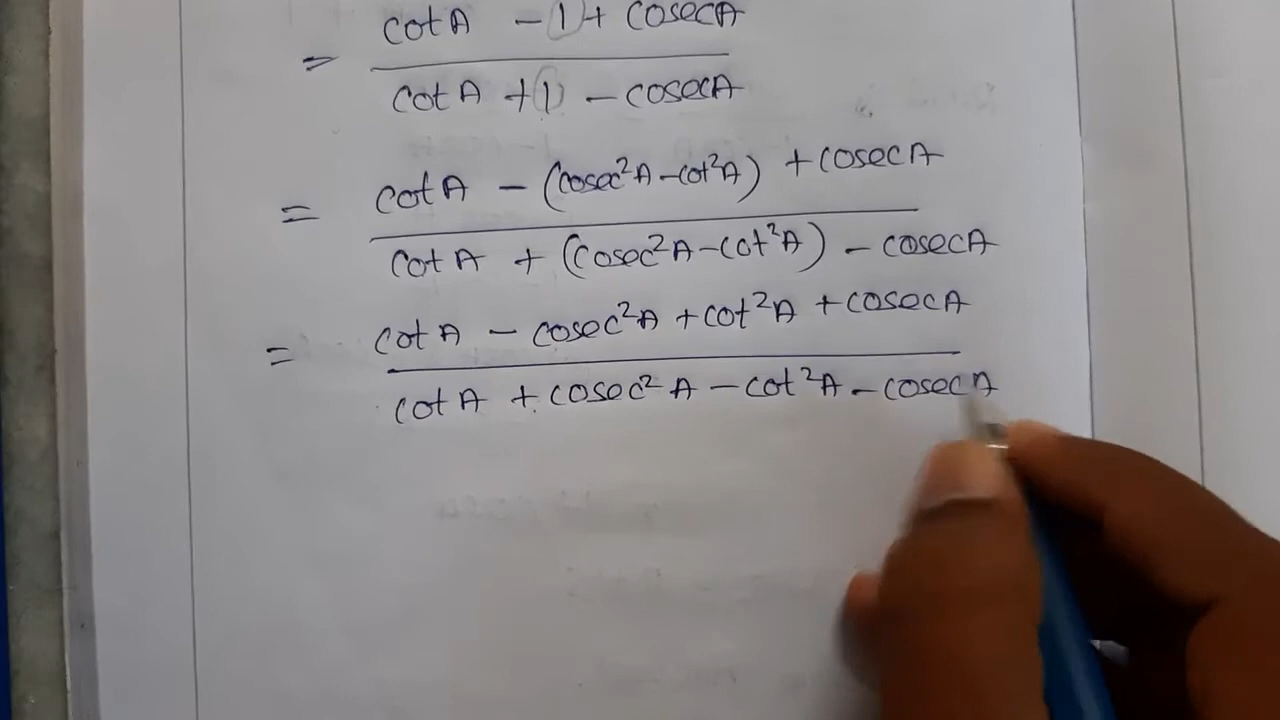 cotA - 1 + cosecA
=
cotA + 1 - cosecA
cotA - (cosec²A - cot²A) + cosecA
=
cotA + (cosec²A - cot²A) - cosecA
cotA - cosec²A + cot²A + cosecA
=
cotA + cosec²A - cot²A - cosecA